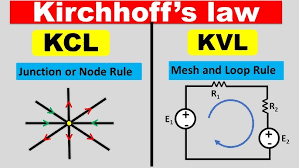 Kirchhoff's law
KCL
Junction or Node Rule
KVL
Mesh and Loop Rule
R₁
R₂
E₁
E₂
+
−
+
−